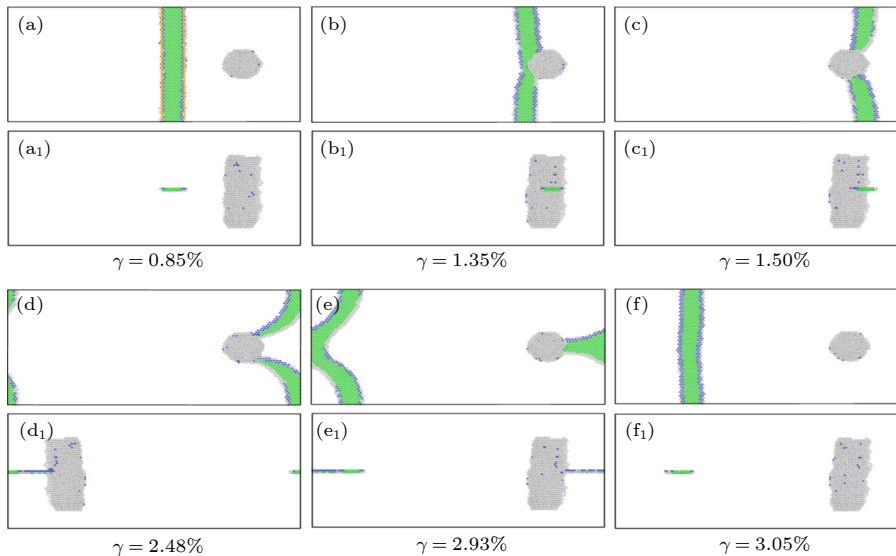 (a) (b) (c)
(a₁) (b₁) (c₁)
γ = 0.85% γ = 1.35% γ = 1.50%
(d) (e) (f)
(d₁) (e₁) (f₁)
γ = 2.48% γ = 2.93% γ = 3.05%